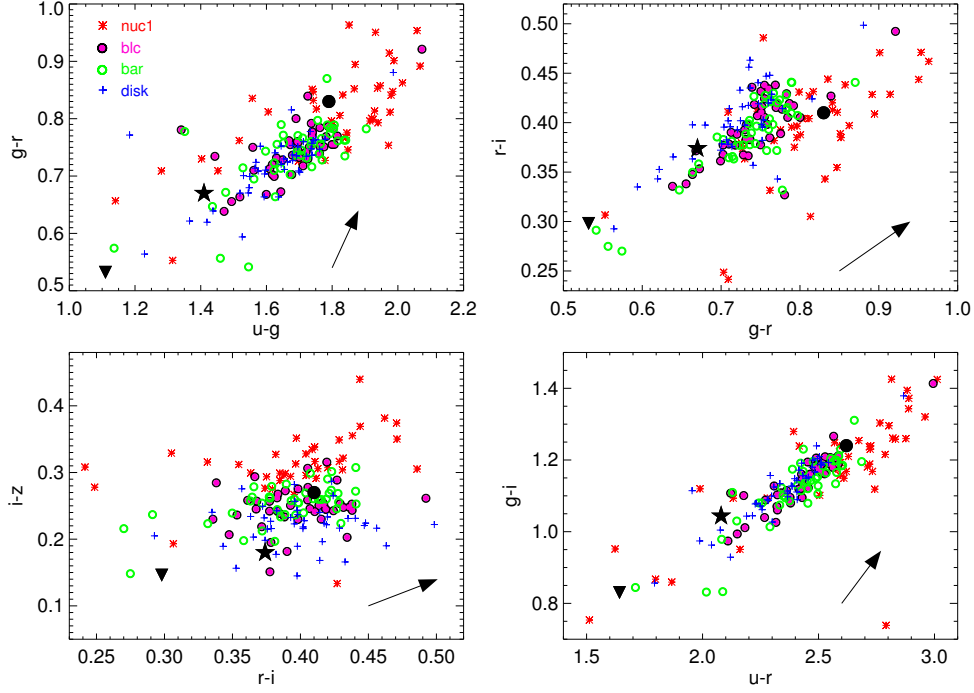 1.0
0.9
0.8
0.7
0.6
0.5
g-r
nuc1
blc
bar
disk
1.0 1.2 1.4 1.6 1.8 2.0 2.2
u-g
0.50
0.45
0.40
0.35
0.30
0.25
r-i
0.5 0.6 0.7 0.8 0.9 1.0
g-r
0.4
0.3
0.2
0.1
i-z
0.25 0.30 0.35 0.40 0.45 0.50
r-i
1.4
1.2
1.0
0.8
g-i
1.5 2.0 2.5 3.0
u-r